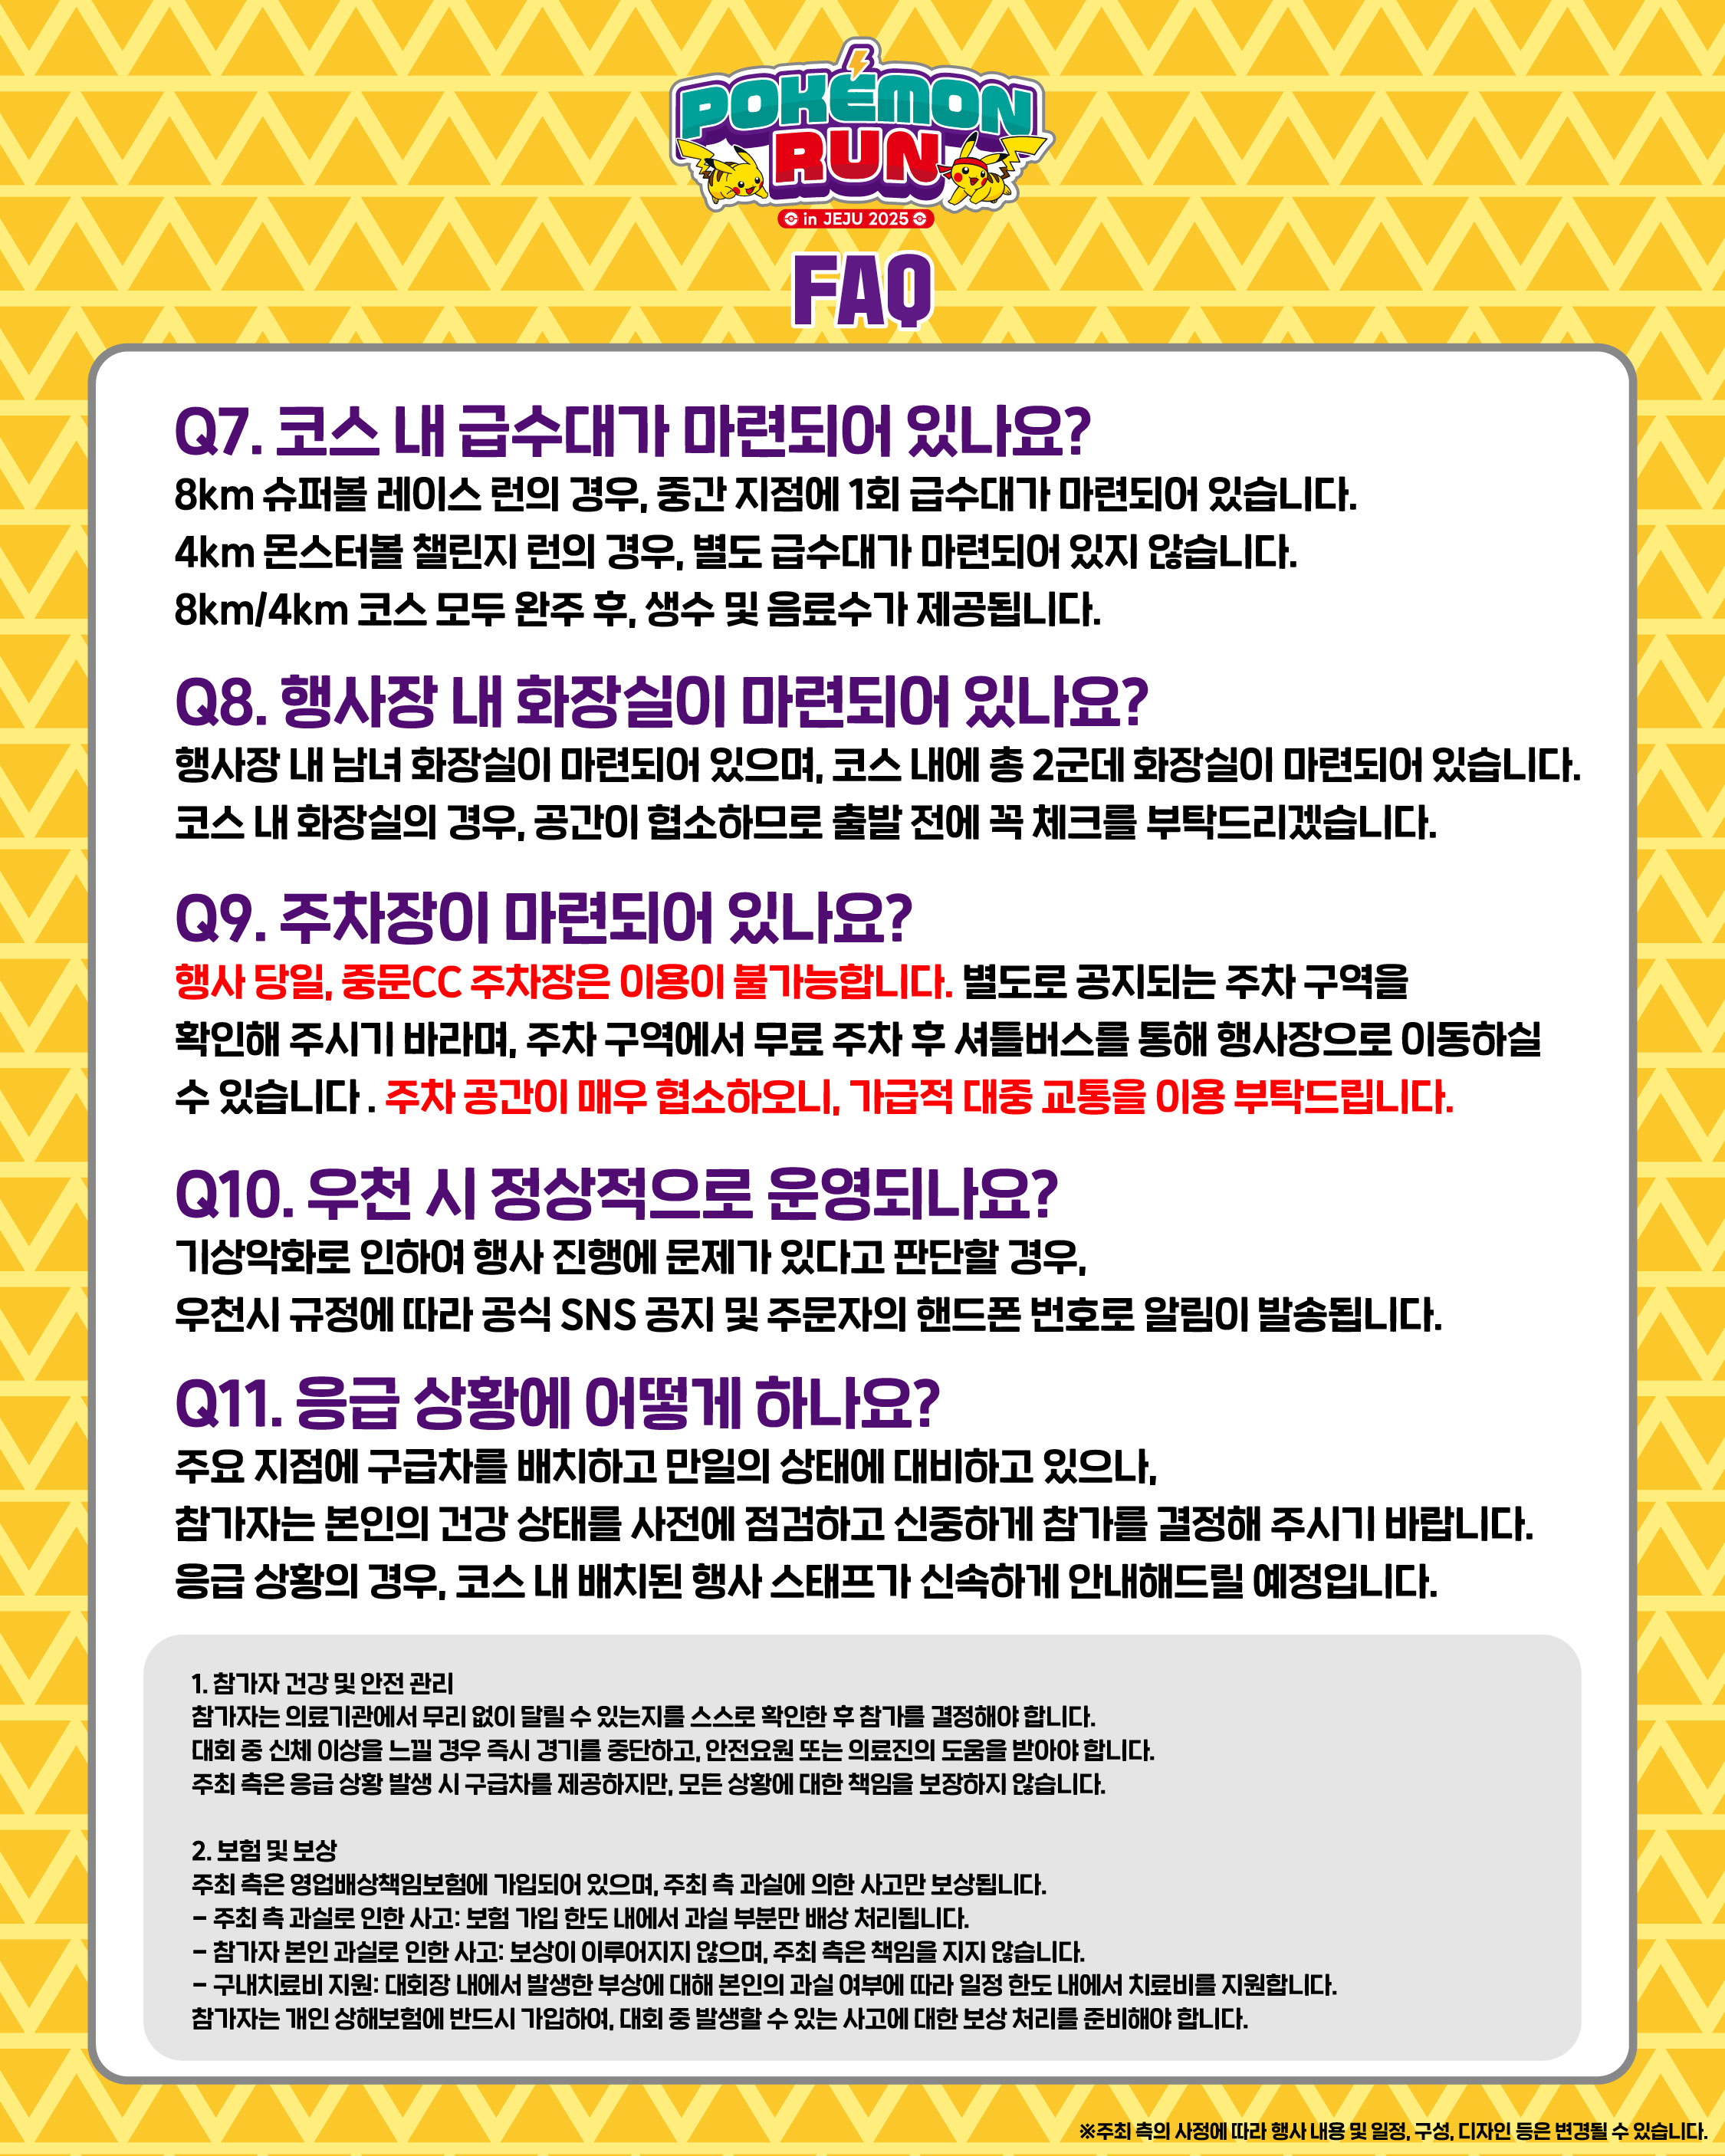 POKÉMON
RUN
in JEJU 2025
FAQ
Q7. 코스 내 급수대가 마련되어 있나요?
8km 슈퍼볼 레이스 런의 경우, 중간 지점에 1회 급수대가 마련되어 있습니다.
4km 몬스터볼 챌린지 런의 경우, 별도 급수대가 마련되어 있지 않습니다.
8km/4km 코스 모두 완주 후, 생수 및 음료수가 제공됩니다.
Q8. 행사장 내 화장실이 마련되어 있나요?
행사장 내 남녀 화장실이 마련되어 있으며, 코스 내에 총 2군데 화장실이 마련되어 있습니다.
코스 내 화장실의 경우, 공간이 협소하므로 출발 전에 꼭 체크를 부탁드리겠습니다.
Q9. 주차장이 마련되어 있나요?
행사 당일, 중문CC 주차장은 이용이 불가능합니다. 별도로 공지되는 주차 구역을
확인해 주시기 바라며, 주차 구역에서 무료 주차 후 셔틀버스를 통해 행사장으로 이동하실
수 있습니다 . 주차 공간이 매우 협소하오니, 가급적 대중 교통을 이용 부탁드립니다.
Q10. 우천 시 정상적으로 운영되나요?
기상악화로 인하여 행사 진행에 문제가 있다고 판단할 경우,
우천시 규정에 따라 공식 SNS 공지 및 주문자의 핸드폰 번호로 알림이 발송됩니다.
Q11. 응급 상황에 어떻게 하나요?
주요 지점에 구급차를 배치하고 만일의 상태에 대비하고 있으나,
참가자는 본인의 건강 상태를 사전에 점검하고 신중하게 참가를 결정해 주시기 바랍니다.
응급 상황의 경우, 코스 내 배치된 행사 스태프가 신속하게 안내해드릴 예정입니다.
1. 참가자 건강 및 안전 관리
참가자는 의료기관에서 무리 없이 달릴 수 있는지를 스스로 확인한 후 참가를 결정해야 합니다.
대회 중 신체 이상을 느낄 경우 즉시 경기를 중단하고, 안전요원 또는 의료진의 도움을 받아야 합니다.
주최 측은 응급 상황 발생 시 구급차를 제공하지만, 모든 상황에 대한 책임을 보장하지 않습니다.
2. 보험 및 보상
주최 측은 영업배상책임보험에 가입되어 있으며, 주최 측 과실에 의한 사고만 보상됩니다.
- 주최 측 과실로 인한 사고: 보험 가입 한도 내에서 과실 부분만 배상 처리됩니다.
- 참가자 본인 과실로 인한 사고: 보상이 이루어지지 않으며, 주최 측은 책임을 지지 않습니다.
- 구내치료비 지원: 대회장 내에서 발생한 부상에 대해 본인의 과실 여부에 따라 일정 한도 내에서 치료비를 지원합니다.
참가자는 개인 상해보험에 반드시 가입하여, 대회 중 발생할 수 있는 사고에 대한 보상 처리를 준비해야 합니다.
※주최 측의 사정에 따라 행사 내용 및 일정, 구성, 디자인 등은 변경될 수 있습니다.